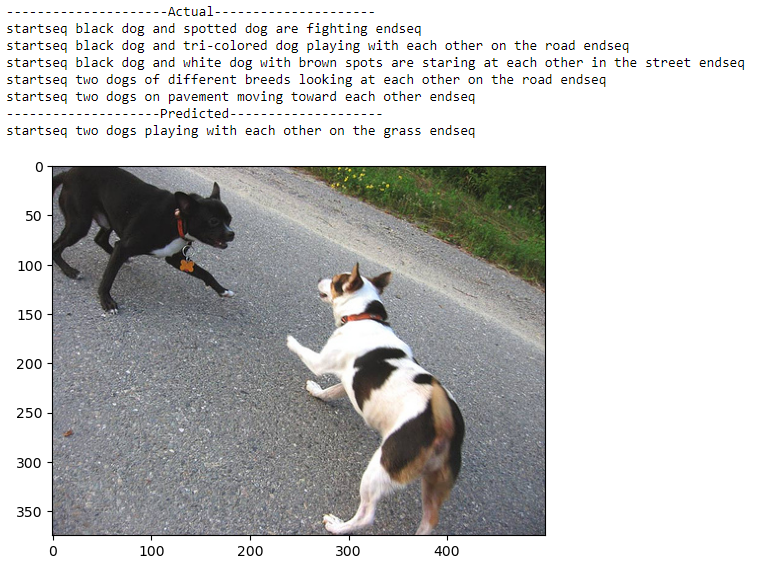 ---------------------Actual---------------------
startseq black dog and spotted dog are fighting endseq
startseq black dog and tri-colored dog playing with each other on the road endseq
startseq black dog and white dog with brown spots are staring at each other in the street endseq
startseq two dogs of different breeds looking at each other on the road endseq
startseq two dogs on pavement moving toward each other endseq
--------------------Predicted--------------------
startseq two dogs playing with each other on the grass endseq
0
50
100
150
200
250
300
350
0 100 200 300 400